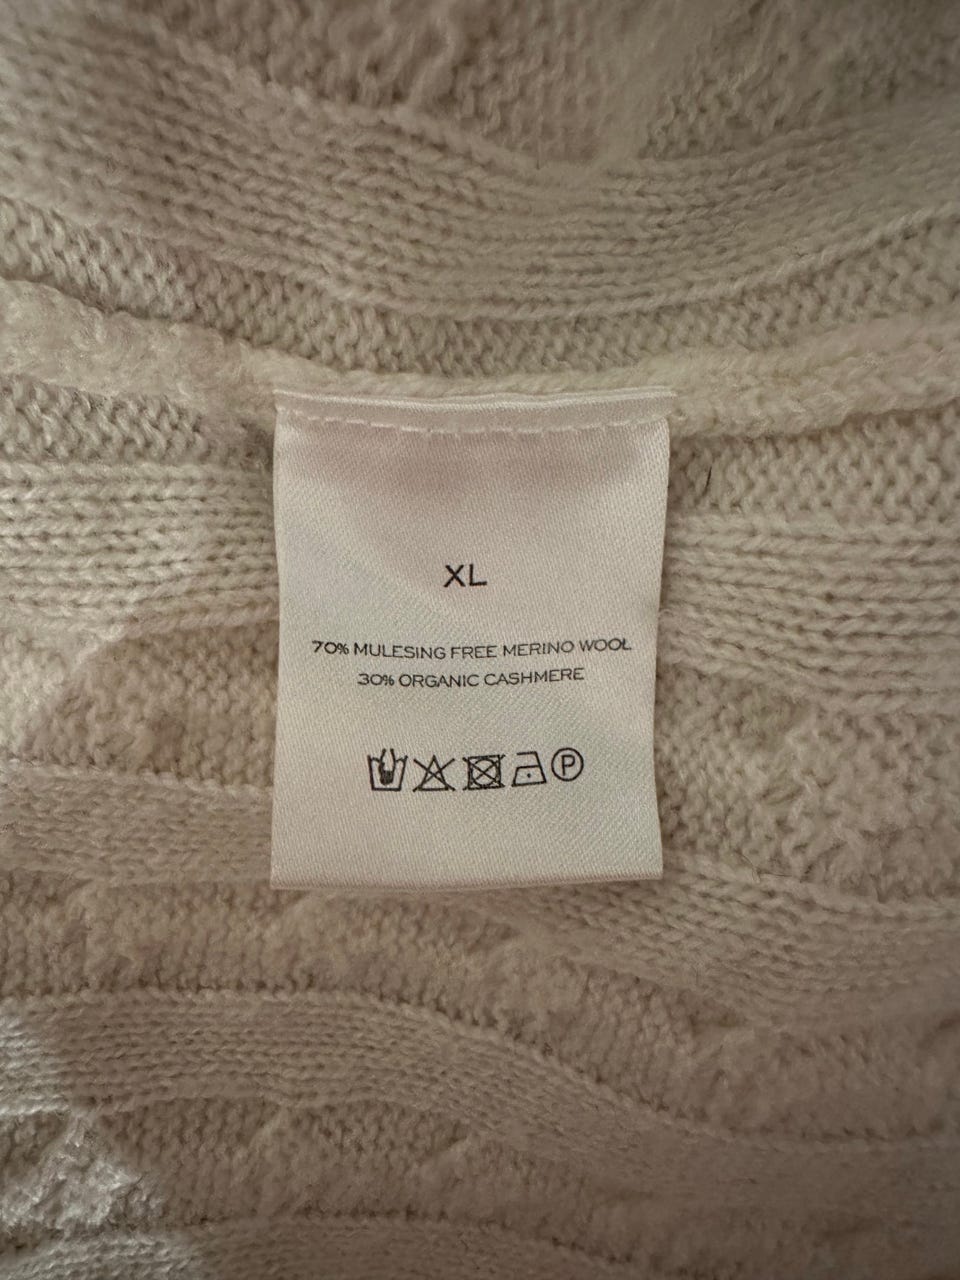 XL
70% MULESING FREE MERINO WOOL
30% ORGANIC CASHMERE
P